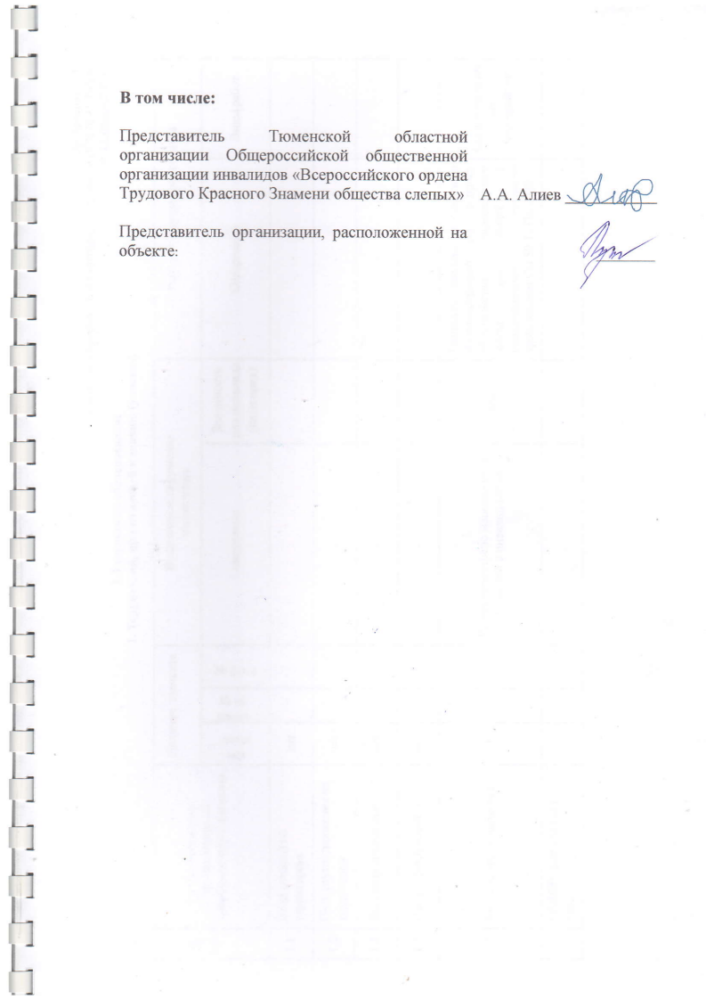 В том числе:
Представитель Тюменской областной
организации Общероссийской общественной
организации инвалидов «Всероссийского ордена
Трудового Красного Знамени общества слепых» А.А. Алиев
Представитель организации, расположенной на
объекте: